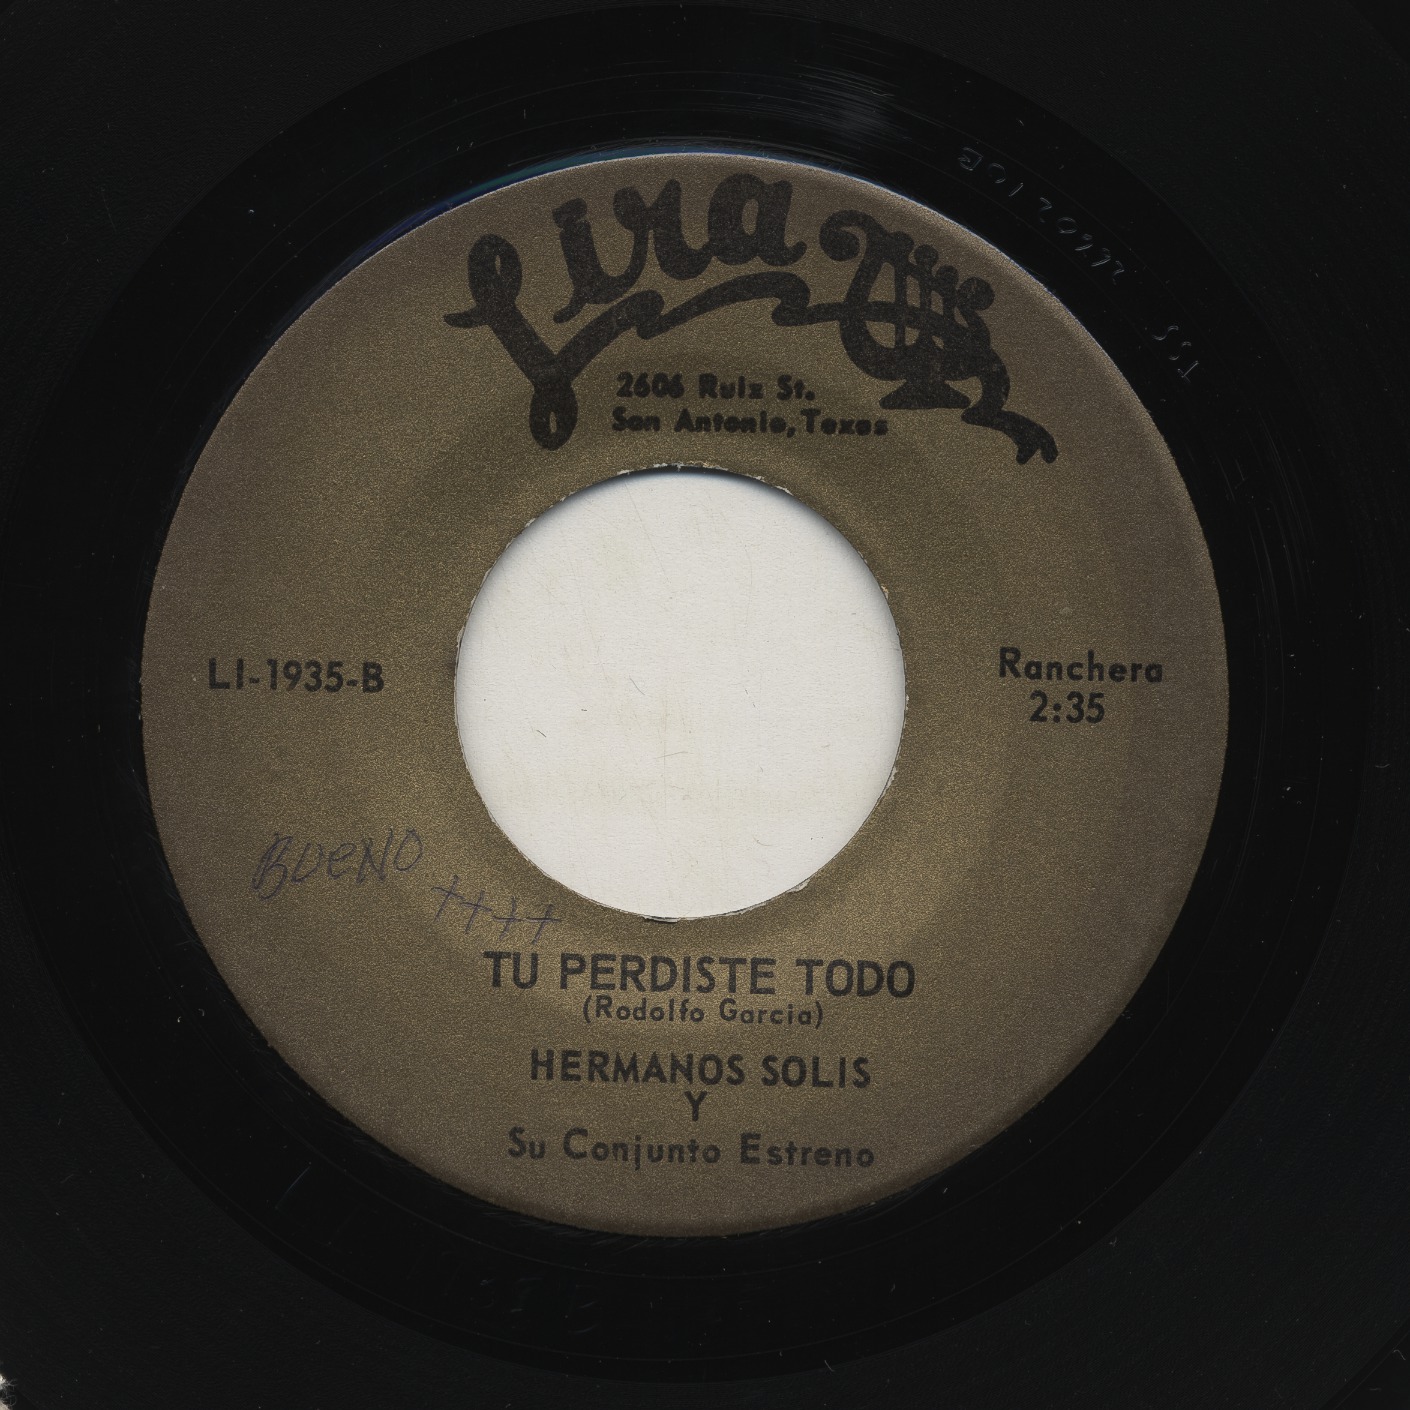 Lira
2606 Ruiz St.
San Antonio, Texas
LI-1935-B
Ranchera
2:35
BUENO
++++
TU PERDISTE TODO
(Rodolfo Garcia)
HERMANOS SOLIS
Y
Su Conjunto Estreno